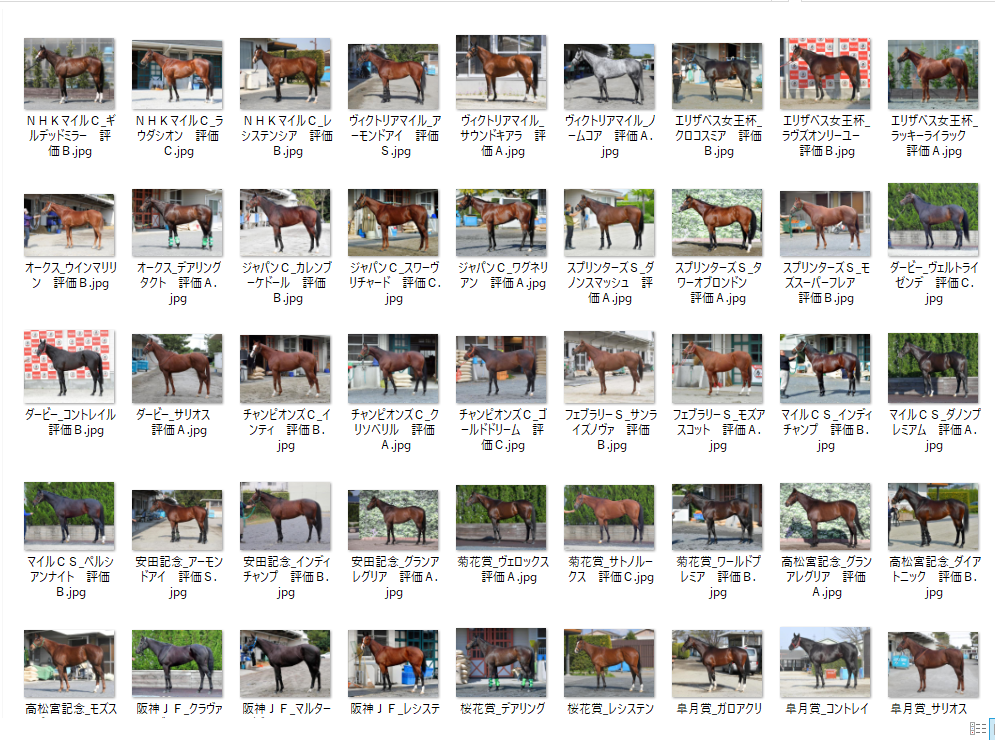 ＮＨＫマイルＣ_ギルデッドミラー　評価Ｂ.jpg
ＮＨＫマイルＣ_ラウダシオン　評価Ｃ.jpg
ＮＨＫマイルＣ_レシステンシア　評価Ｂ.jpg
ヴィクトリアマイル_アーモンドアイ　評価Ｓ.jpg
ヴィクトリアマイル_サウンドキアラ　評価Ａ.jpg
ヴィクトリアマイル_ノームコア　評価Ａ.jpg
エリザベス女王杯_クロコスミア　評価Ｂ.jpg
エリザベス女王杯_ラヴズオンリーユー　評価Ｂ.jpg
エリザベス女王杯_ラッキーライラック　評価Ａ.jpg
オークス_ウインマリリン　評価Ｂ.jpg
オークス_デアリングタクト　評価Ａ.jpg
ジャパンＣ_カレンブーケドール　評価Ｂ.jpg
ジャパンＣ_スワーヴリチャード　評価Ｃ.jpg
ジャパンＣ_ワグネリアン　評価Ａ.jpg
スプリンターズＳ_ダノンスマッシュ　評価Ａ.jpg
スプリンターズＳ_タワーオブロンドン　評価Ａ.jpg
スプリンターズＳ_モズスーパーフレア　評価Ｂ.jpg
ダービー_ヴェルトライゼンデ　評価Ｃ.jpg
ダービー_コントレイル　評価Ｂ.jpg
ダービー_サリオス　評価Ａ.jpg
チャンピオンズＣ_インティ　評価Ｂ.jpg
チャンピオンズＣ_クリソベリル　評価Ａ.jpg
チャンピオンズＣ_ゴールドドリーム　評価Ｃ.jpg
フェブラリーＳ_サンライズノヴァ　評価Ｂ.jpg
フェブラリーＳ_モズアスコット　評価Ａ.jpg
マイルＣＳ_インディチャンプ　評価Ｂ.jpg
マイルＣＳ_ダノンプレミアム　評価Ａ.jpg
マイルＣＳ_ペルシアンナイト　評価Ｂ.jpg
安田記念_アーモンドアイ　評価Ｓ.jpg
安田記念_インディチャンプ　評価Ｂ.jpg
安田記念_グランアレグリア　評価Ａ.jpg
菊花賞_ヴェロックス　評価Ａ.jpg
菊花賞_サトノルークス　評価Ｃ.jpg
菊花賞_ワールドプレミア　評価Ｂ.jpg
高松宮記念_グランアレグリア　評価Ａ.jpg
高松宮記念_ダイアトニック　評価Ｂ.jpg
高松宮記念_モズス
阪神ＪＦ_クラヴァ
阪神ＪＦ_マルター
阪神ＪＦ_レシステ
桜花賞_デアリング
桜花賞_レシステン
皐月賞_ガロアクリ
皐月賞_コントレイ
皐月賞_サリオス